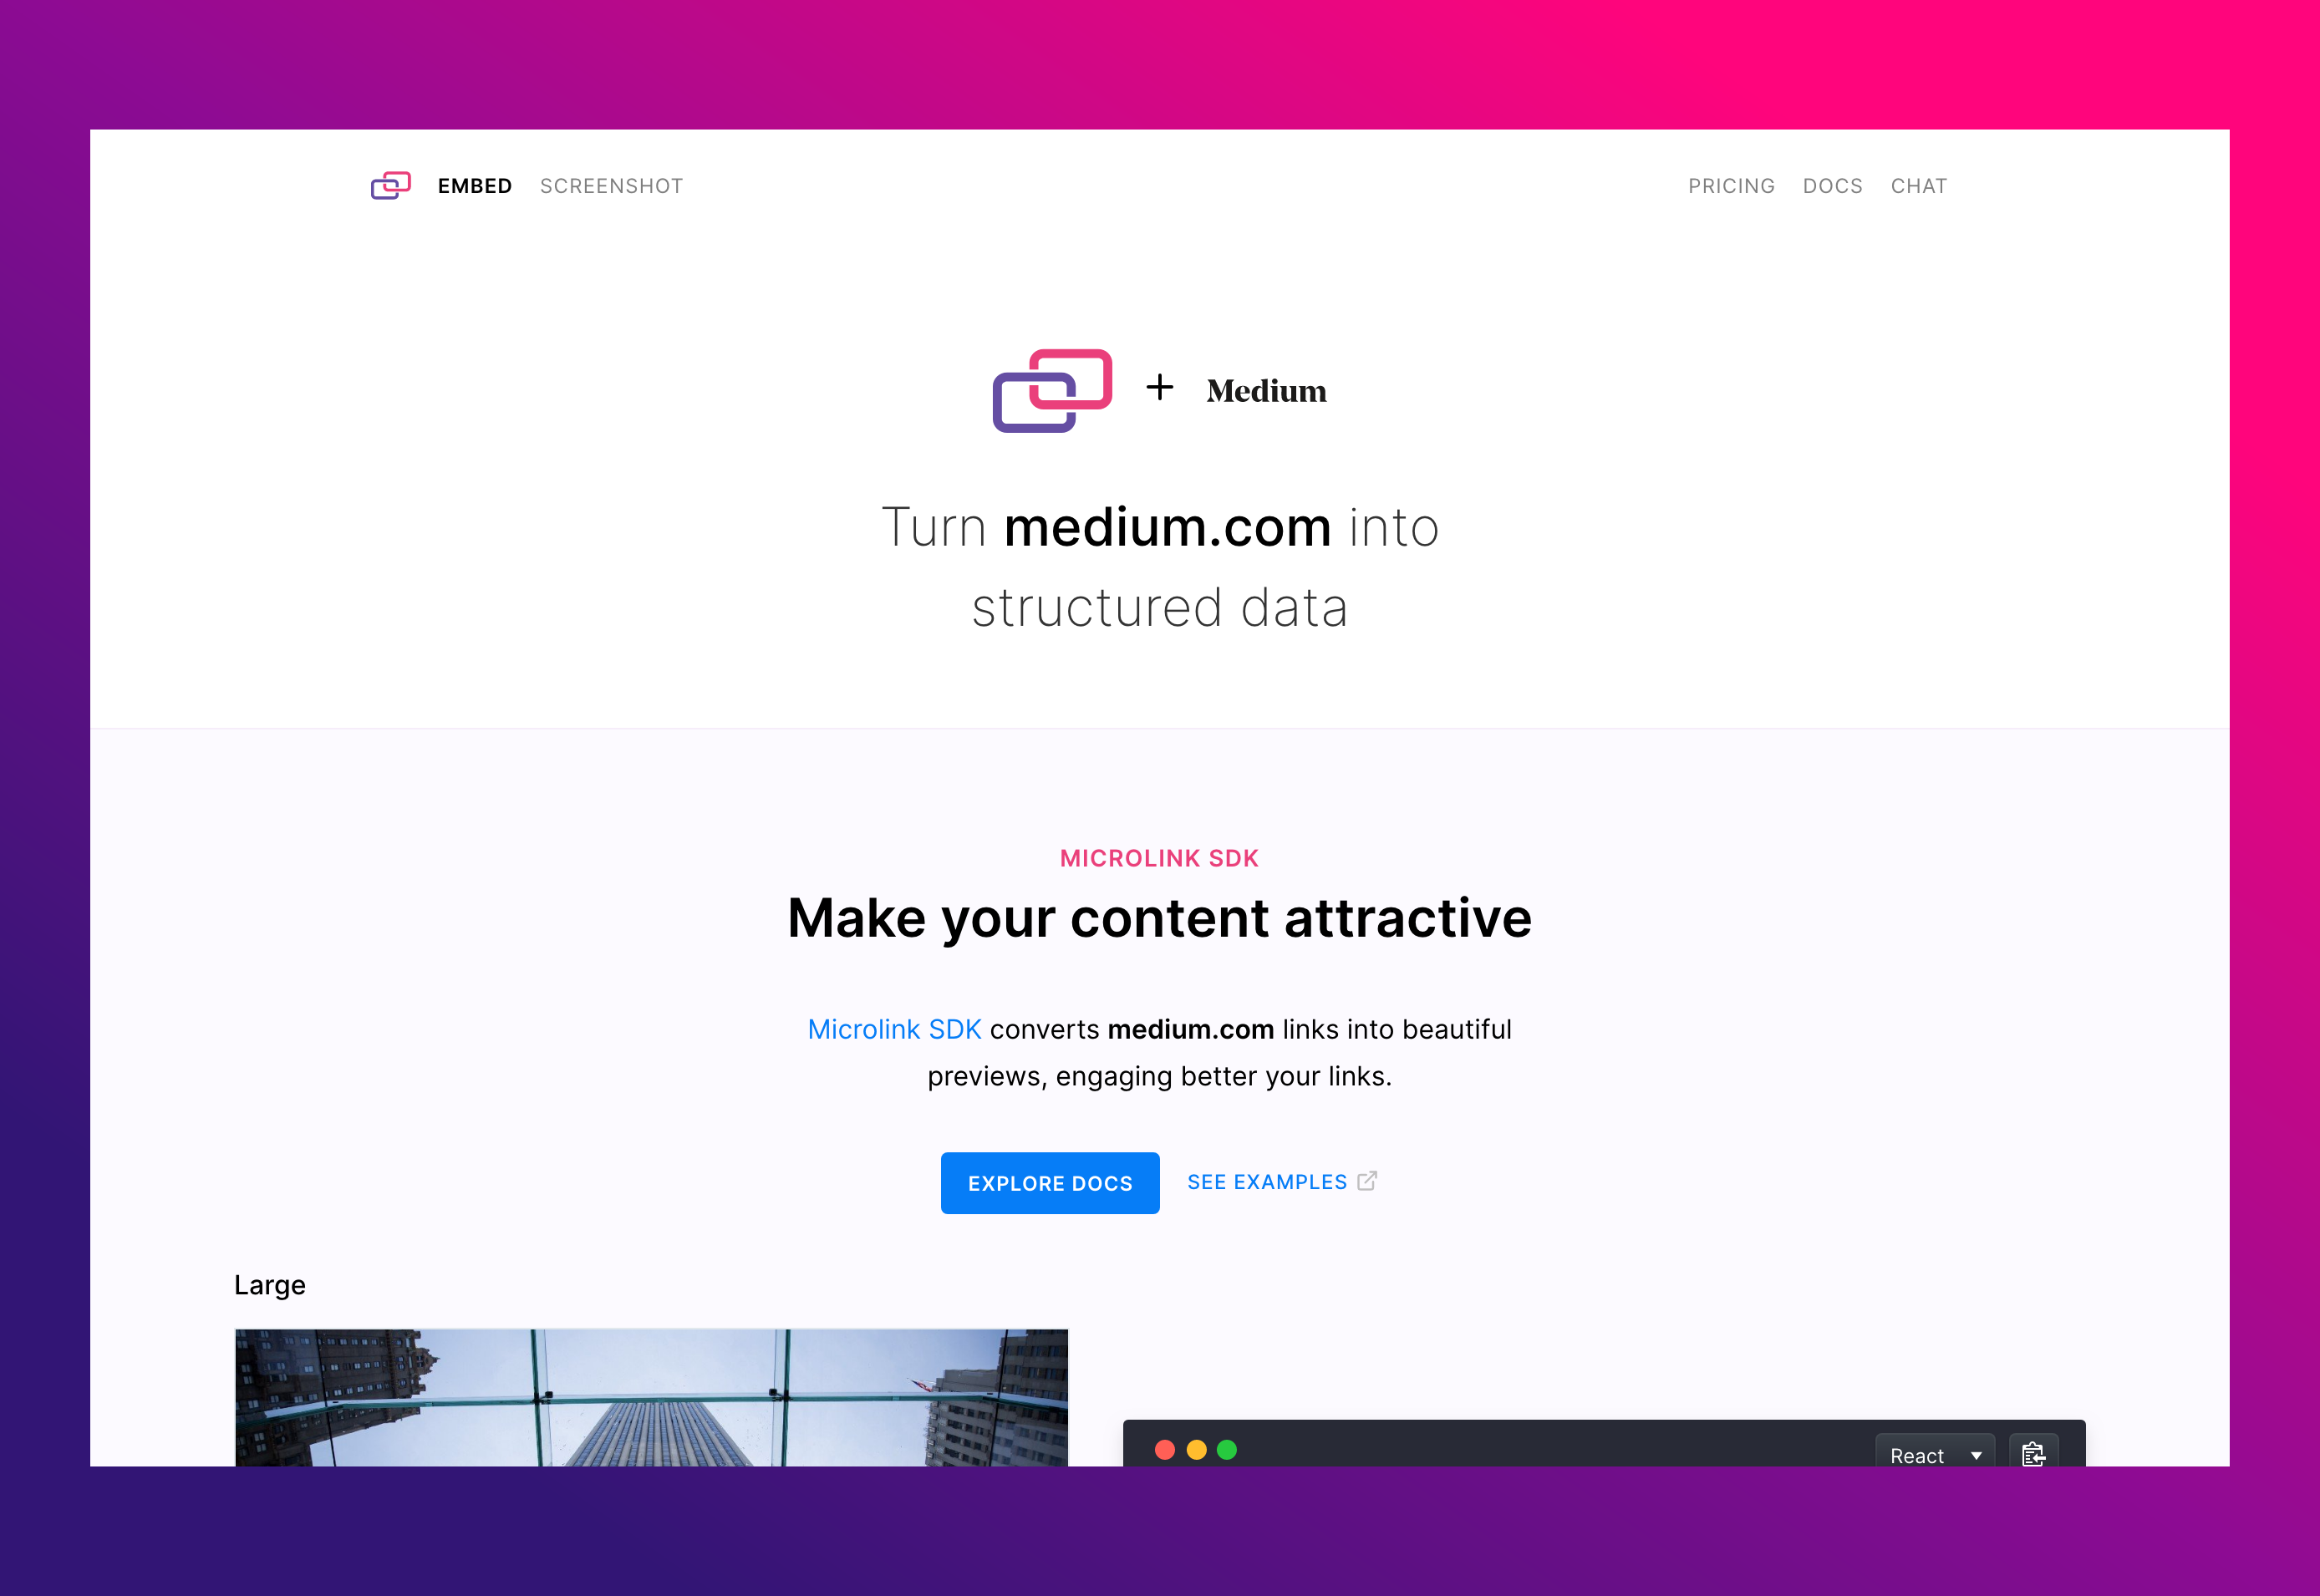 EMBED SCREENSHOT PRICING DOCS CHAT
Medium
Turn medium.com into
structured data
MICROLINK SDK
Make your content attractive
Microlink SDK converts medium.com links into beautiful
previews, engaging better your links.
EXPLORE DOCS SEE EXAMPLES
Large
React